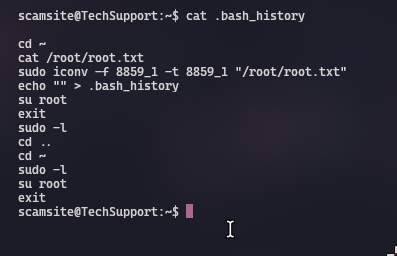 scamsite@TechSupport:~$ cat .bash_history
cd ~
cat /root/root.txt
sudo iconv -f 8859_1 -t 8859_1 "/root/root.txt"
echo "" > .bash_history
su root
exit
sudo -l
cd ..
cd ~
sudo -l
su root
exit
scamsite@TechSupport:~$